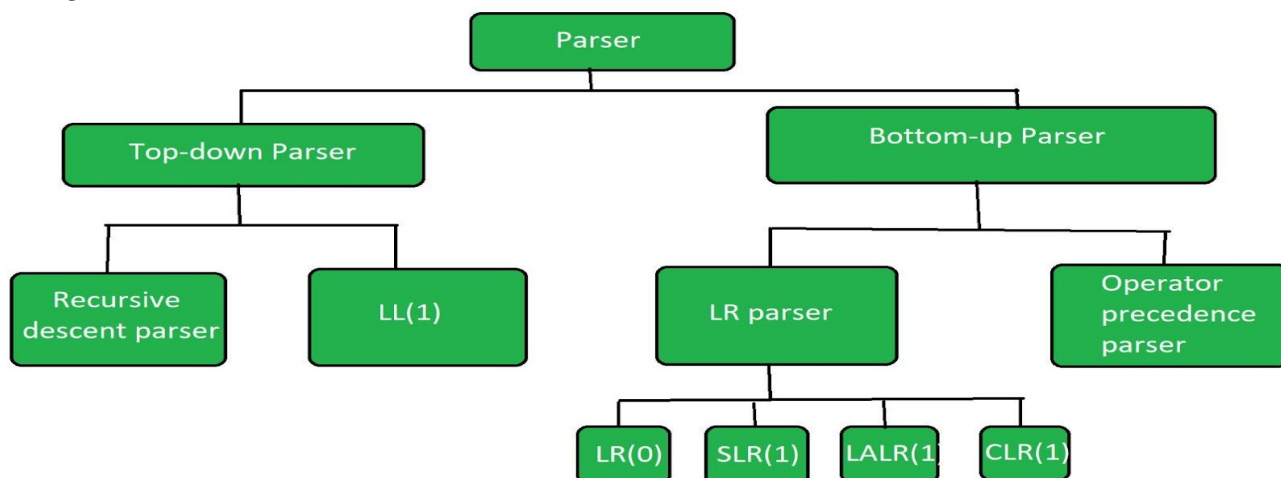 Parser
Top-down Parser
Bottom-up Parser
Recursive
descent parser
LL(1)
LR parser
Operator
precedence
parser
LR(0)
SLR(1)
LALR(1)
CLR(1)